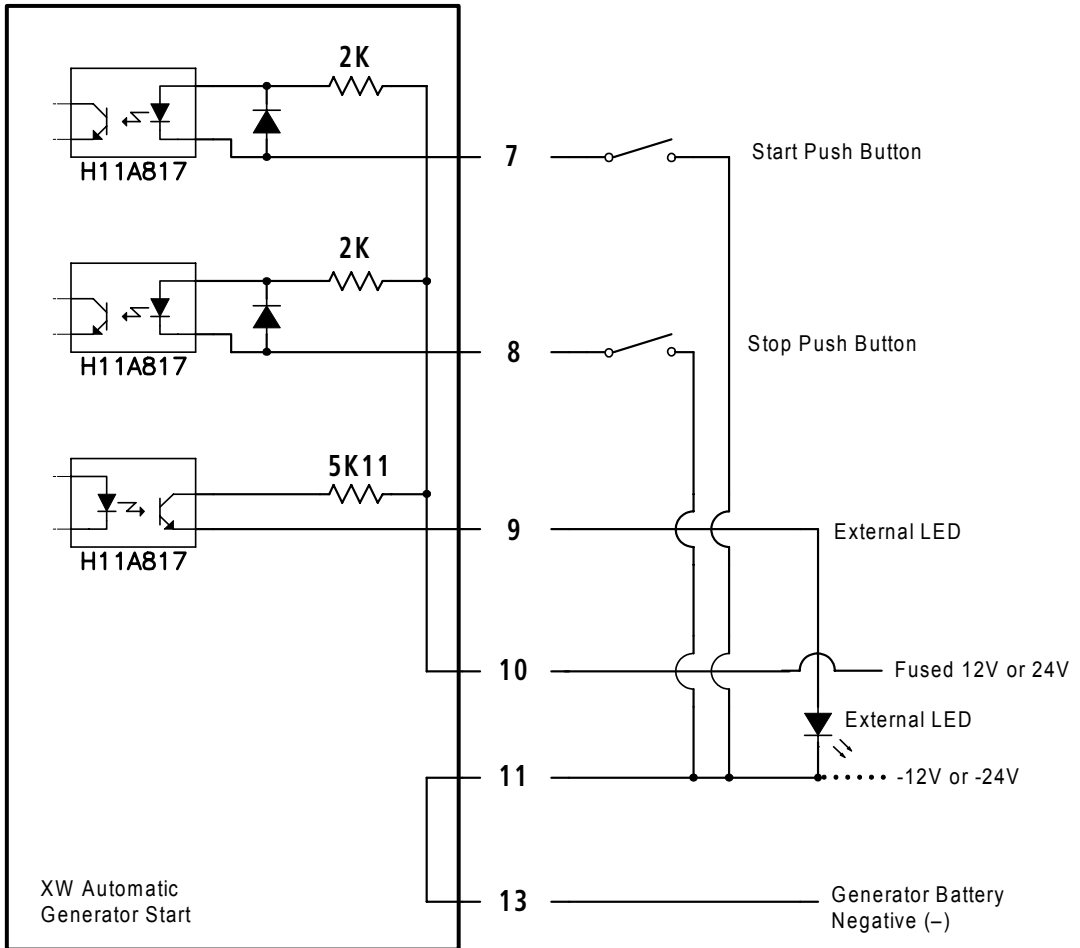 2K
H11A817
7
Start Push Button
2K
H11A817
8
Stop Push Button
5K11
H11A817
9
External LED
10
Fused 12V or 24V
External LED
11
-12V or -24V
XW Automatic
Generator Start
13
Generator Battery
Negative (–)